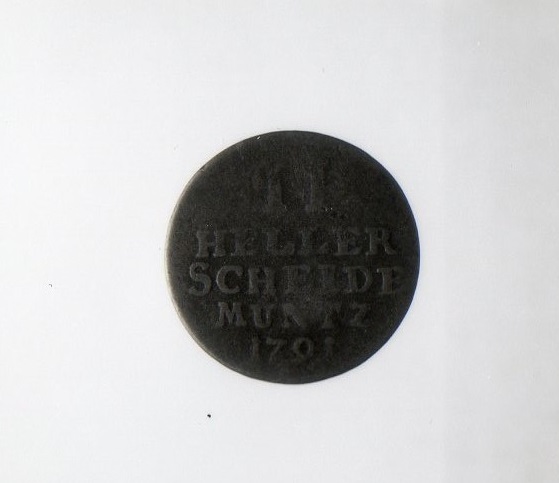 II
HELLER
SCHEIDE
MUNTZ
1791